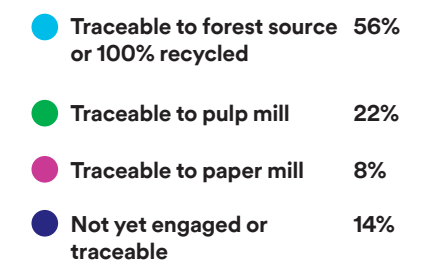 Traceable to forest source 56%
or 100% recycled
Traceable to pulp mill 22%
Traceable to paper mill 8%
Not yet engaged or 14%
traceable